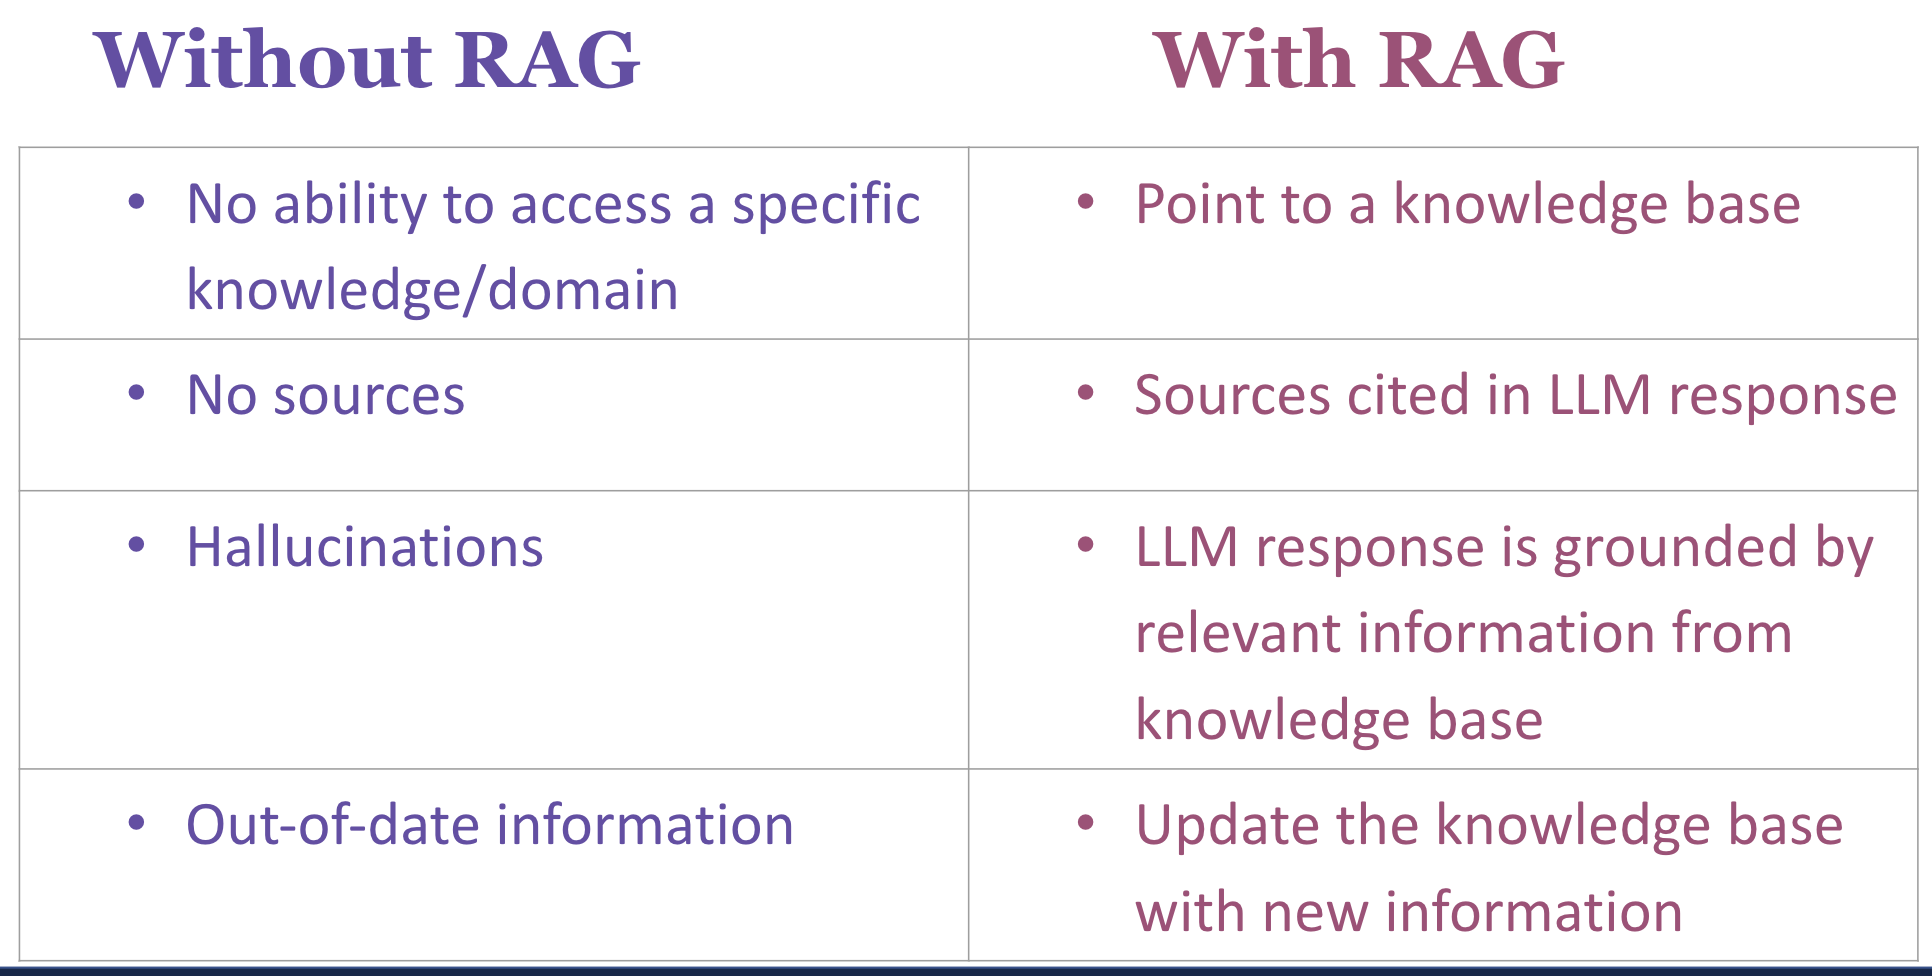 Without RAG
With RAG
• No ability to access a specific
knowledge/domain
• Point to a knowledge base
• No sources
• Sources cited in LLM response
• Hallucinations
• LLM response is grounded by
relevant information from
knowledge base
• Out-of-date information
• Update the knowledge base
with new information